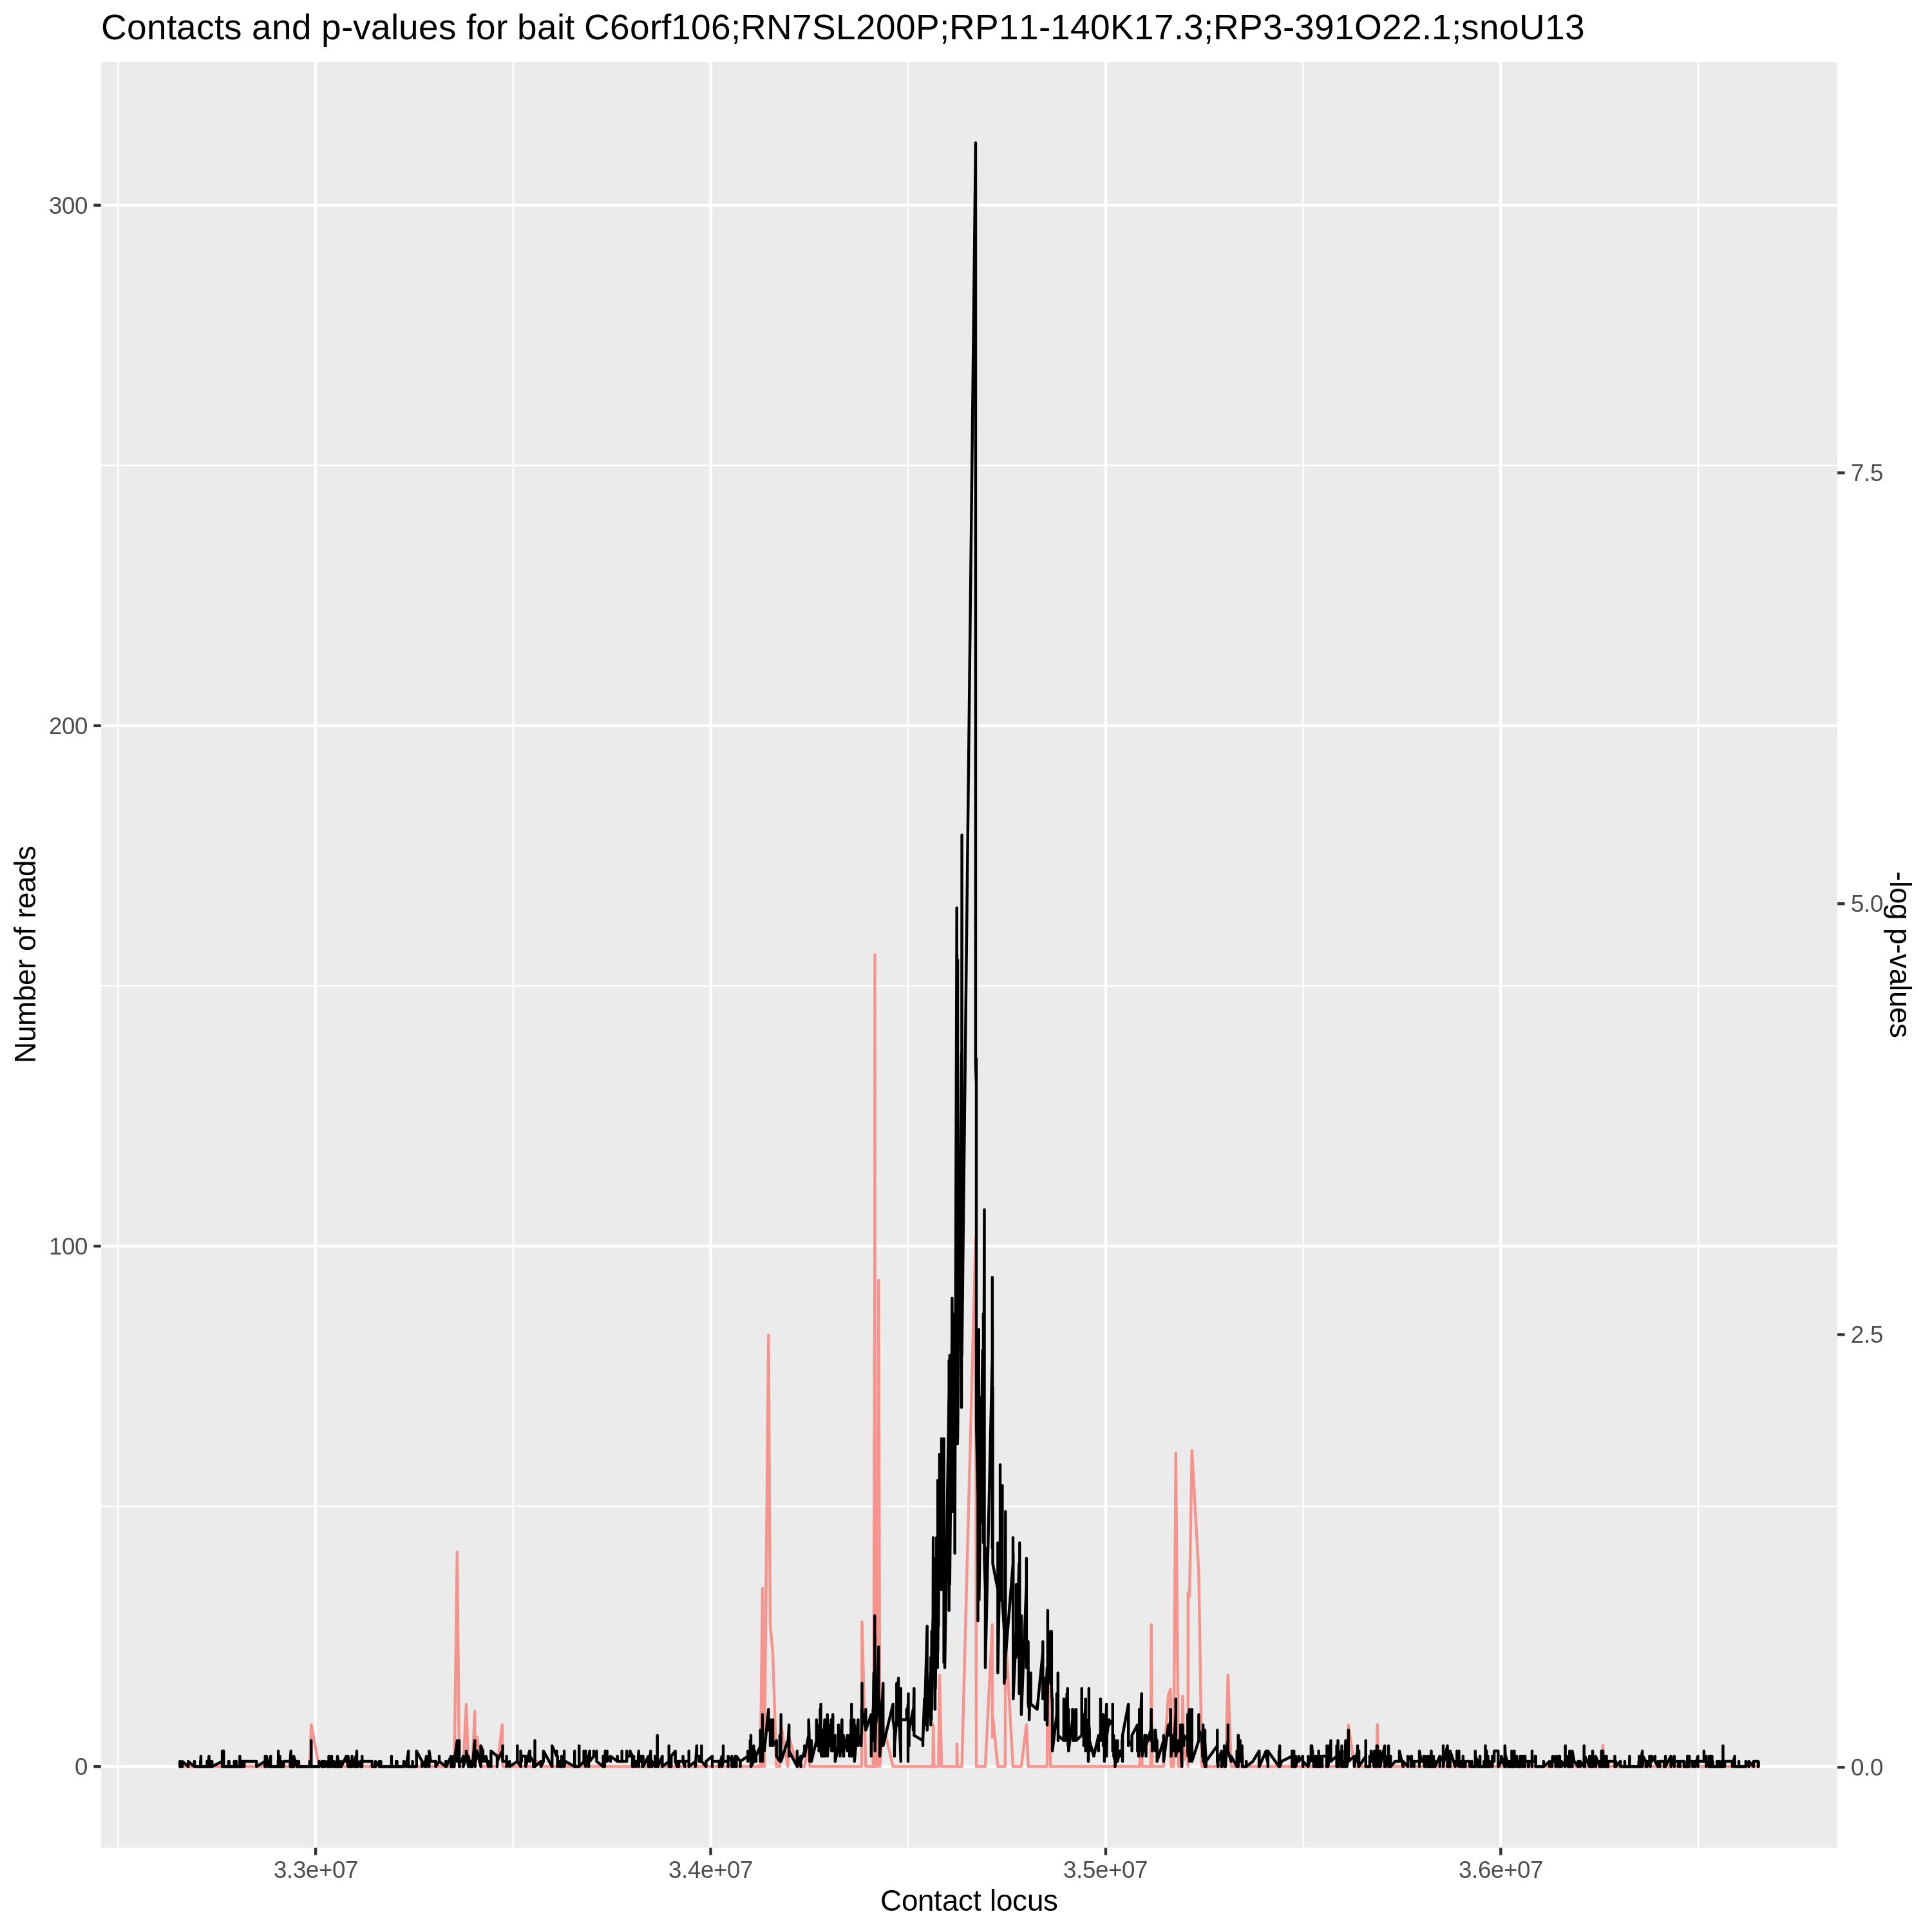 Contacts and p-values for bait C6orf106;RN7SL200P;RP11-140K17.3;RP3-391O22.1;snoU13
300
200
100
0
Number of reads
7.5
5.0
2.5
0.0
-log p-values
3.3e+07 3.4e+07 3.5e+07 3.6e+07
Contact locus